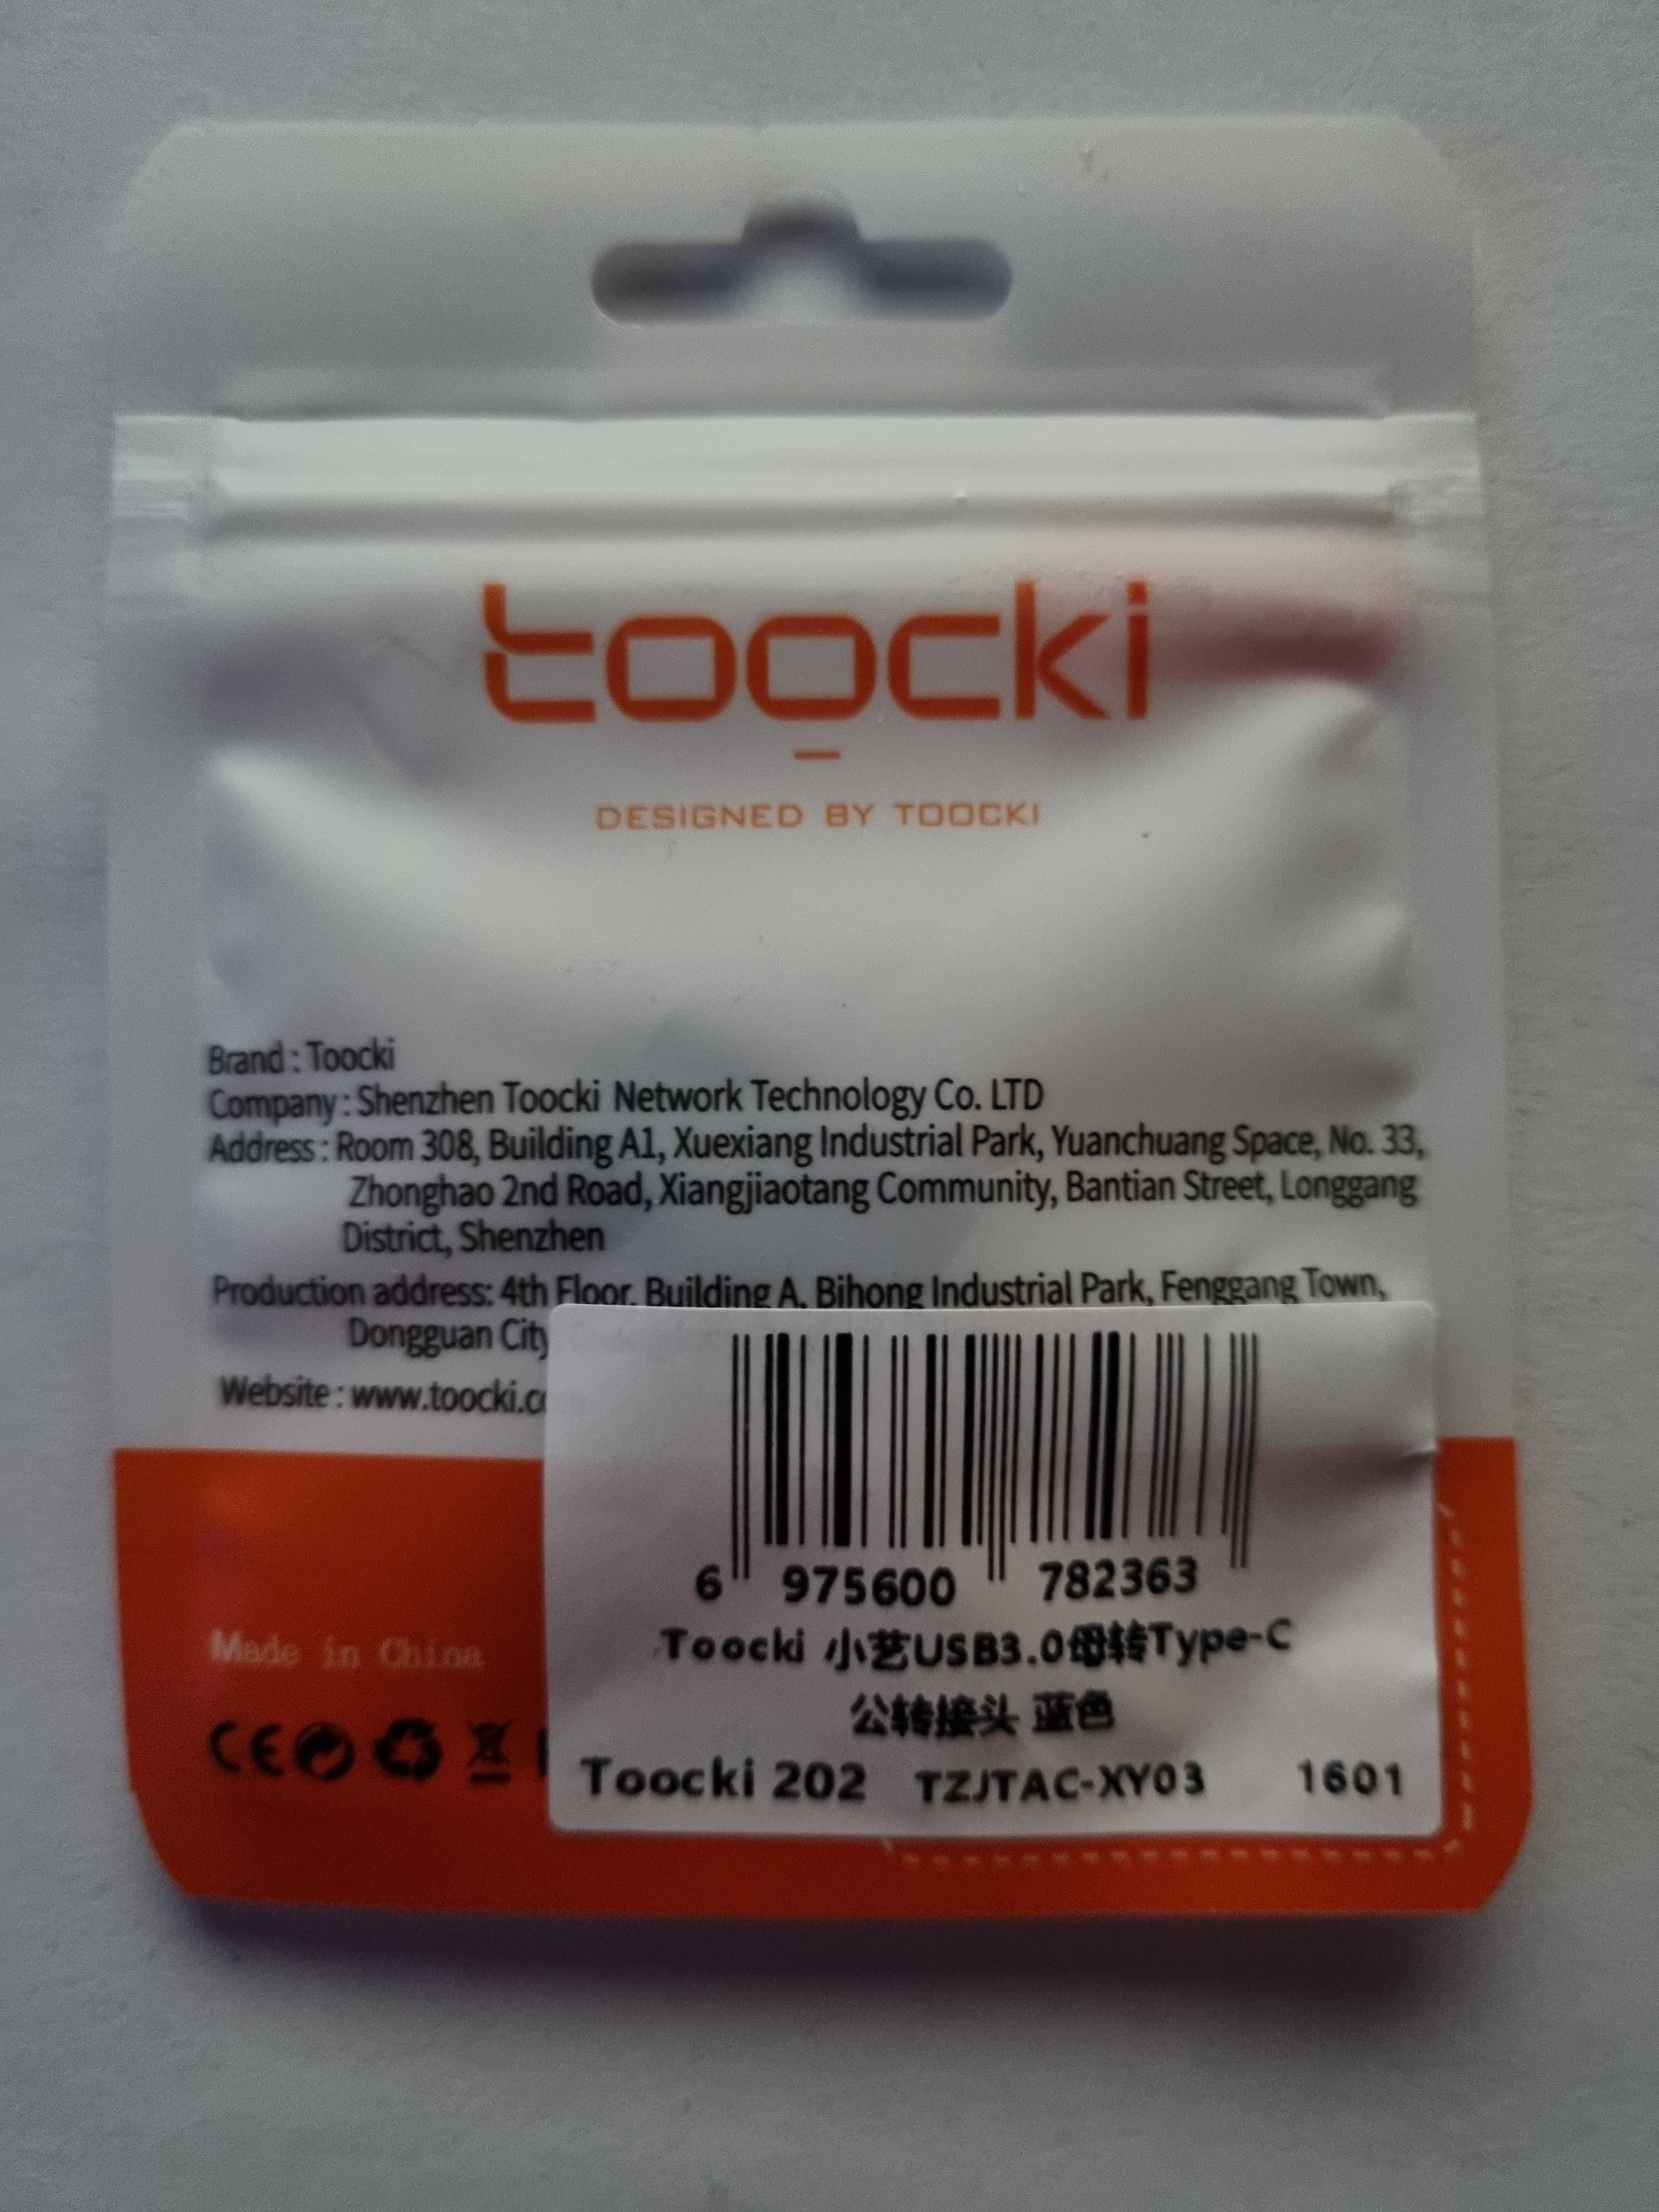 toocki
DESIGNED BY TOOCKI
Brand : Toocki
Company : Shenzhen Toocki Network Technology Co. LTD
Address : Room 308, Building A1, Xuexiang Industrial Park, Yuanchuang Space, No. 33,
Zhonghao 2nd Road, Xiangjiaotang Community, Bantian Street, Longgang
District, Shenzhen
Production address: 4th Floor, Building A, Bihong Industrial Park, Fenggang Town,
Dongguan City
Website : www.toocki.c
6 975600 782363
Toocki 小艺USB3.0母转Type-C
公转接头 蓝色
Toocki 202 TZJTAC-XY03 1601
Made in China
CE